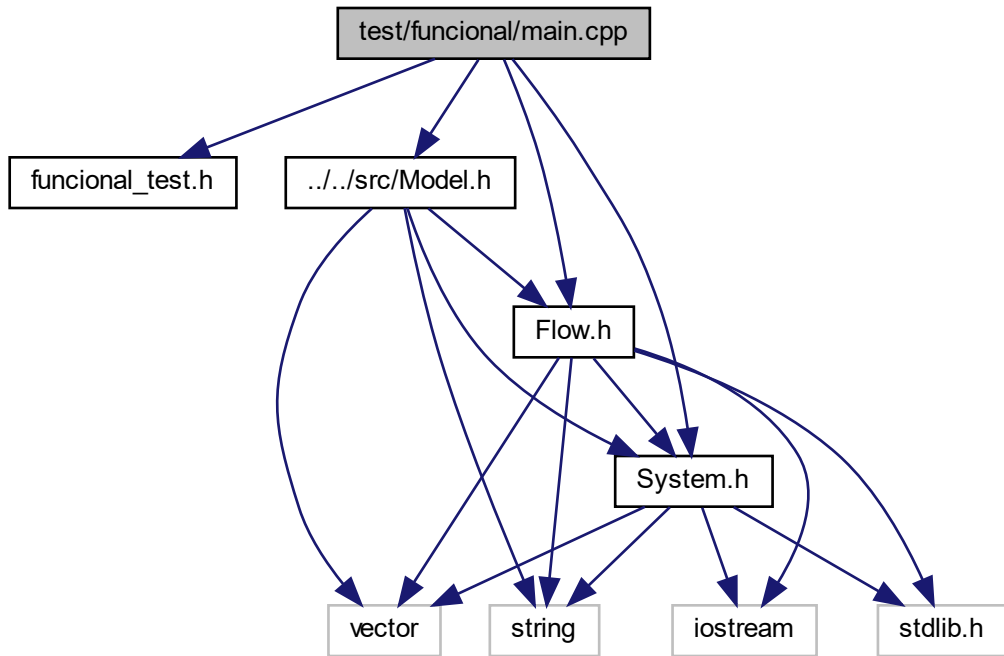 test/funcional/main.cpp
funcional_test.h
../../src/Model.h
Flow.h
System.h
vector
string
iostream
stdlib.h